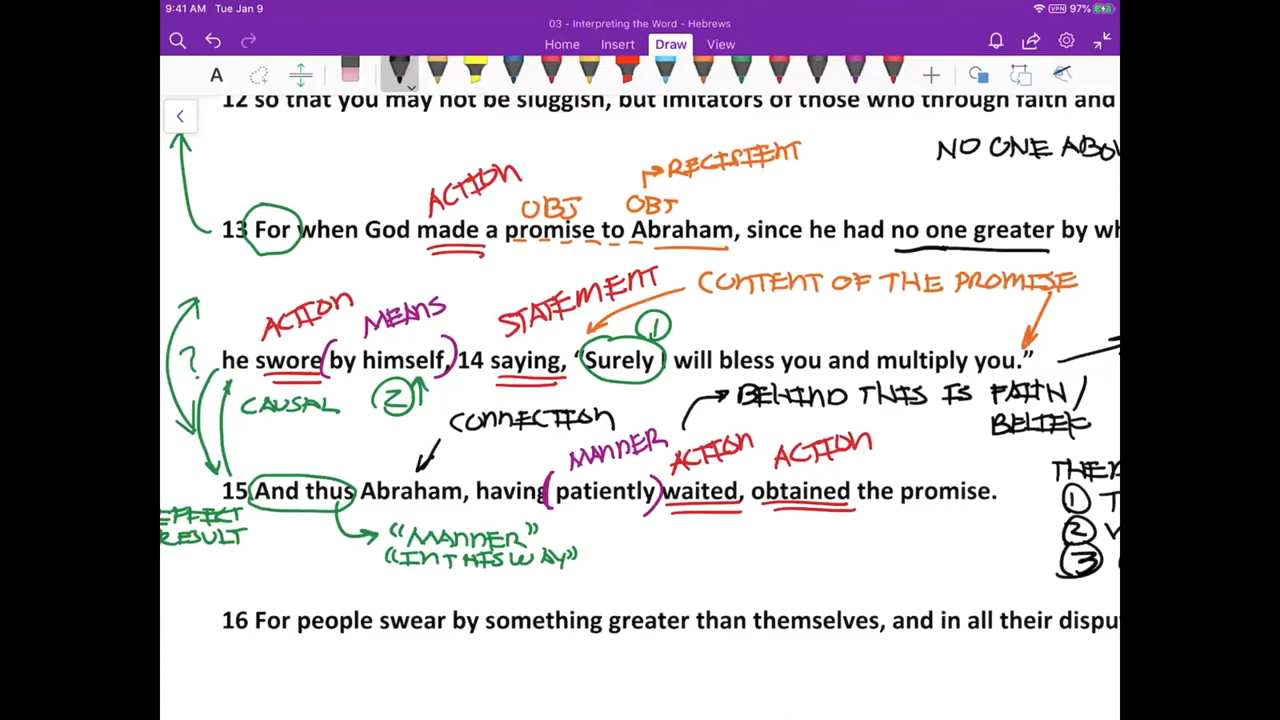 9:41 AM Tue Jan 9
VPN 97%
03 - Interpreting the Word - Hebrews
Home Insert Draw View
A
12 so that you may not be sluggish, but imitators of those who through faith and
NO ONE ABO
RECIPIENT
ACTION OBJ OBJ
13 For when God made a promise to Abraham, since he had no one greater by wh
CONTENT OF THE PROMISE
ACTION MEANS STATEMENT 1
? he swore (by himself,) 14 saying, “Surely I will bless you and multiply you.”
CAUSAL 2 BEHIND THIS IS FAITH/
BELIEF
CONNECTION
MANNER ACTION ACTION
15 And thus Abraham, having (patiently) waited, obtained the promise.
EFFECT
RESULT
“MANNER”
“IN THIS WAY”
1
2
3
16 For people swear by something greater than themselves, and in all their dispu